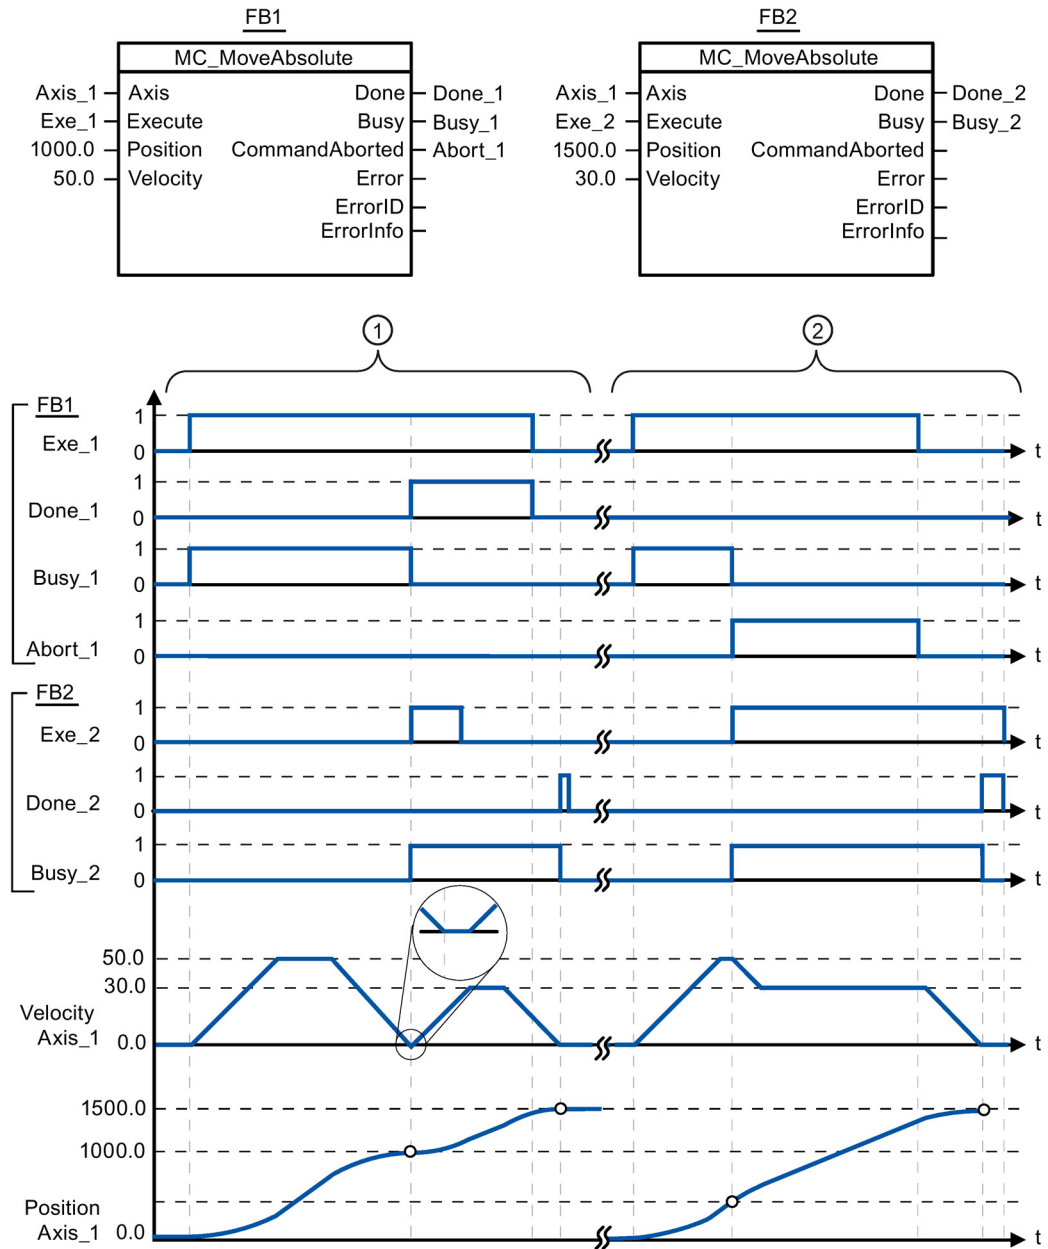 FB1 FB2
MC_MoveAbsolute MC_MoveAbsolute
Axis_1 Axis Done Done_1 Axis_1 Axis Done Done_2
Exe_1 Execute Busy Busy_1 Exe_2 Execute Busy Busy_2
1000.0 Position CommandAborted Abort_1 1500.0 Position CommandAborted
50.0 Velocity Error 30.0 Velocity Error
ErrorID ErrorID
ErrorInfo ErrorInfo
1 2
FB1
1
Exe_1 0 t
1
Done_1 0 t
1
Busy_1 0 t
1
Abort_1 0 t
FB2
1
Exe_2 0 t
1
Done_2 0 t
1
Busy_2 0 t
50.0
30.0
Velocity
Axis_1 0.0 t
1500.0
1000.0
Position
Axis_1 0.0 t